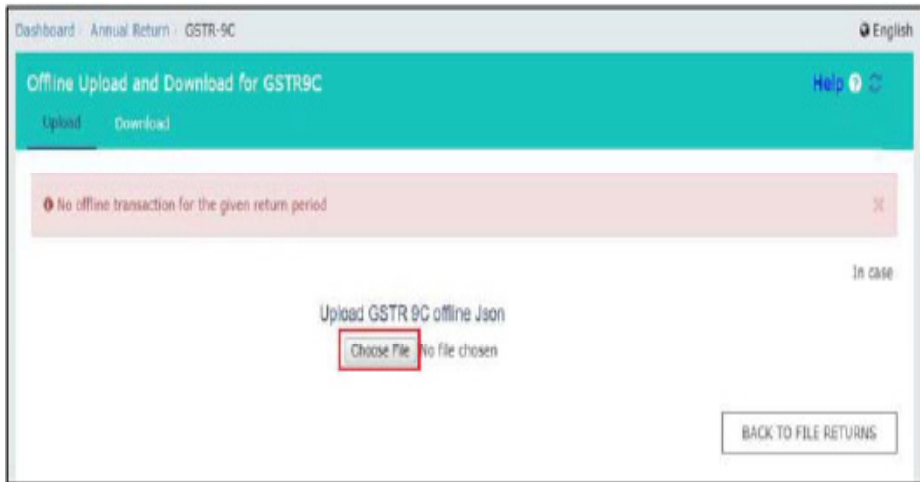 Dashboard / Annual Return / GSTR-9C
English
Offline Upload and Download for GSTR9C
Help ?
Upload Download
No offline transaction for the given return period
In case
Upload GSTR 9C offline Json
Choose File No file chosen
BACK TO FILE RETURNS